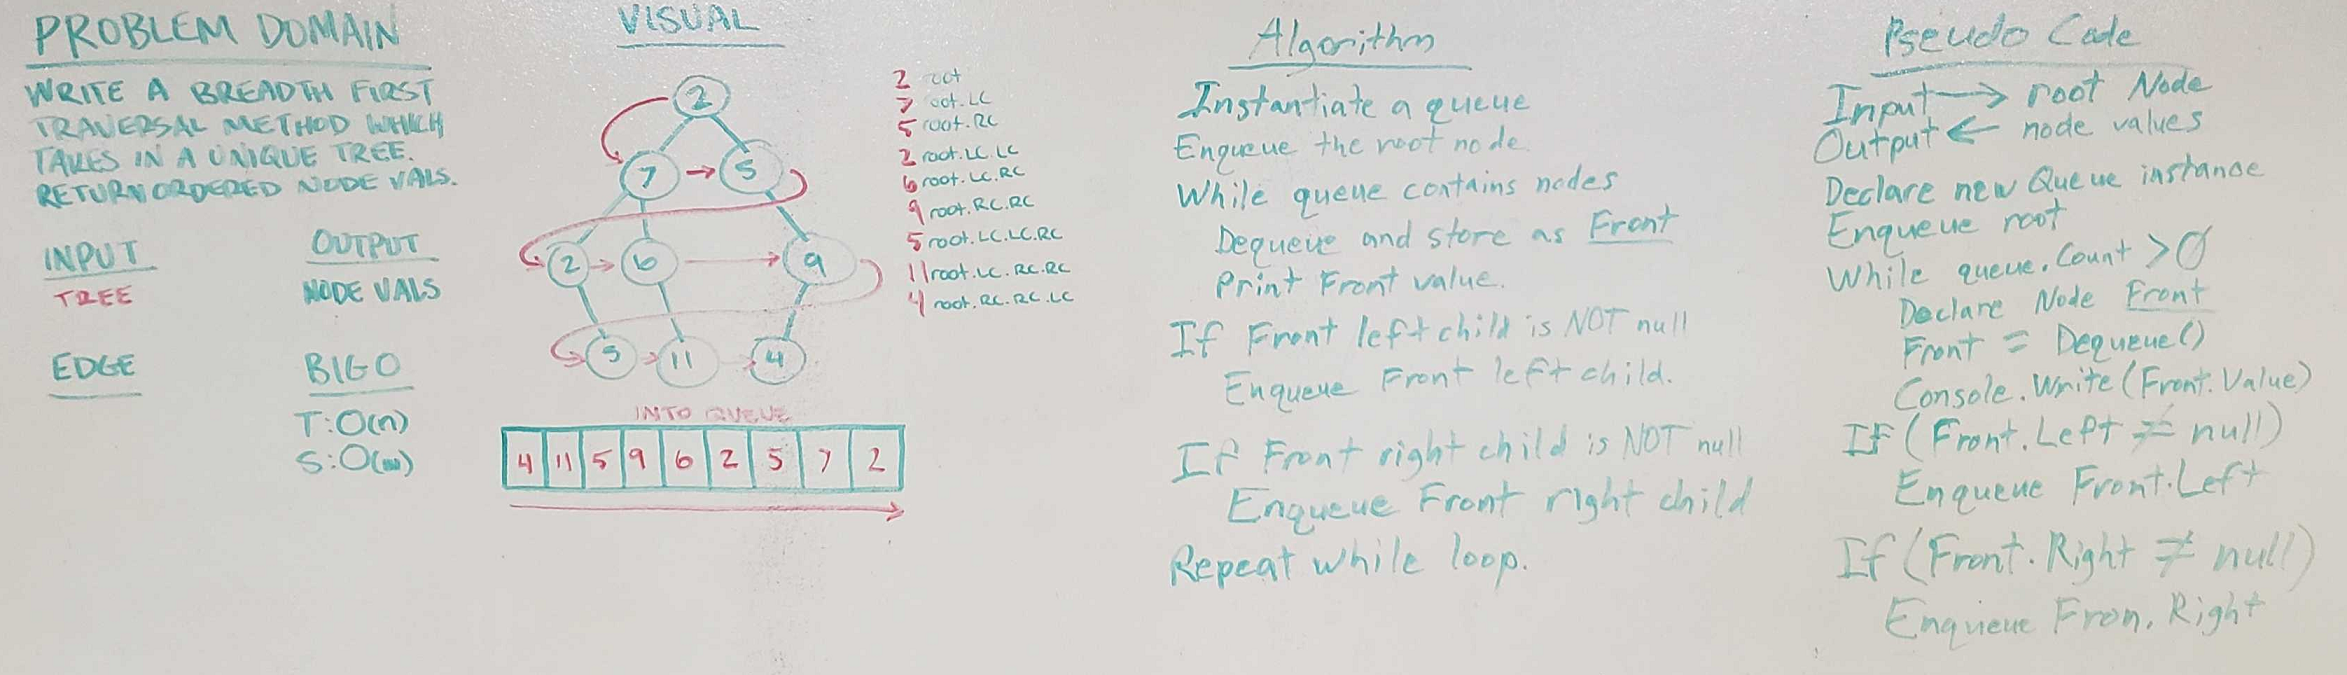 PROBLEM DOMAIN
WRITE A BREADTH FIRST
TRAVERSAL METHOD WHICH
TAKES IN A UNIQUE TREE.
RETURN ORDERED NODE VALS.
INPUT
TREE
OUTPUT
NODE VALS
EDGE
BIG O
T:O(n)
S:O(w)
VISUAL
2
7 5
2 6 9
5 11 4
2 root
7 oot.LC
5 root.RC
2 root.LC.LC
6 root.LC.RC
9 root.RC.RC
5 root.LC.LC.RC
11 root.LC.RC.RC
4 root.RC.RC.LC
INTO QUEUE
4 11 5 9 6 2 5 7 2
Algorithm
Instantiate a queue
Enqueue the root node.
While queue contains nodes
Dequeue and store as Front
Print Front value.
If Front left child is NOT null
Enqueue Front left child.
If Front right child is NOT null
Enqueue Front right child
Repeat while loop.
Pseudo Code
Input → root Node
Output ← node values
Declare new Queue instance
Enqueue root
While queue.Count > 0
Declare Node Front
Front = Dequeue()
Console.Write(Front.Value)
If (Front.Left ≠ null)
Enqueue Front.Left
If (Front.Right ≠ null)
Enqueue Fron.Right